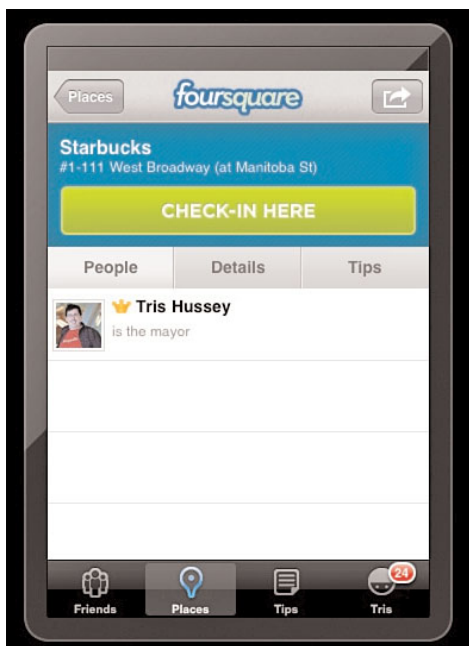 Places
foursquare
Starbucks
#1-111 West Broadway (at Manitoba St)
CHECK-IN HERE
People Details Tips
Tris Hussey
is the mayor
24
Friends Places Tips Tris